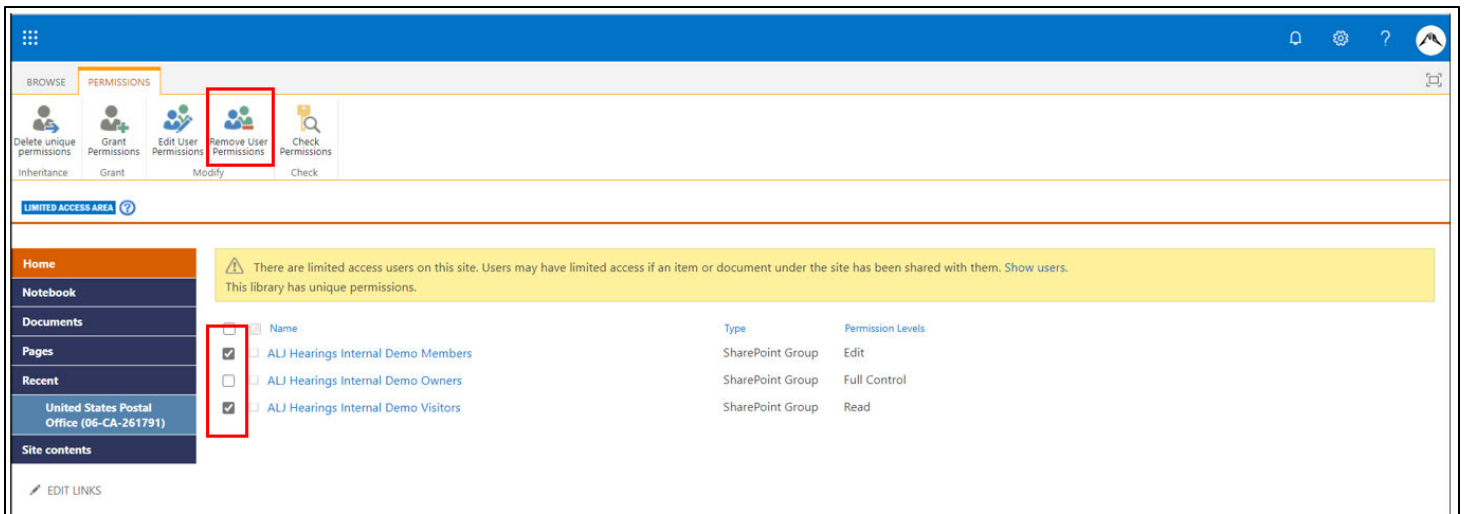 BROWSE PERMISSIONS
Delete unique permissions
Grant Permissions
Edit User Permissions
Remove User Permissions
Check Permissions
Inheritance Grant Modify Check
LIMITED ACCESS AREA ?
Home
Notebook
Documents
Pages
Recent
United States Postal
Office (06-CA-261791)
Site contents
EDIT LINKS
There are limited access users on this site. Users may have limited access if an item or document under the site has been shared with them. Show users.
This library has unique permissions.
Name Type Permission Levels
ALJ Hearings Internal Demo Members SharePoint Group Edit
ALJ Hearings Internal Demo Owners SharePoint Group Full Control
ALJ Hearings Internal Demo Visitors SharePoint Group Read